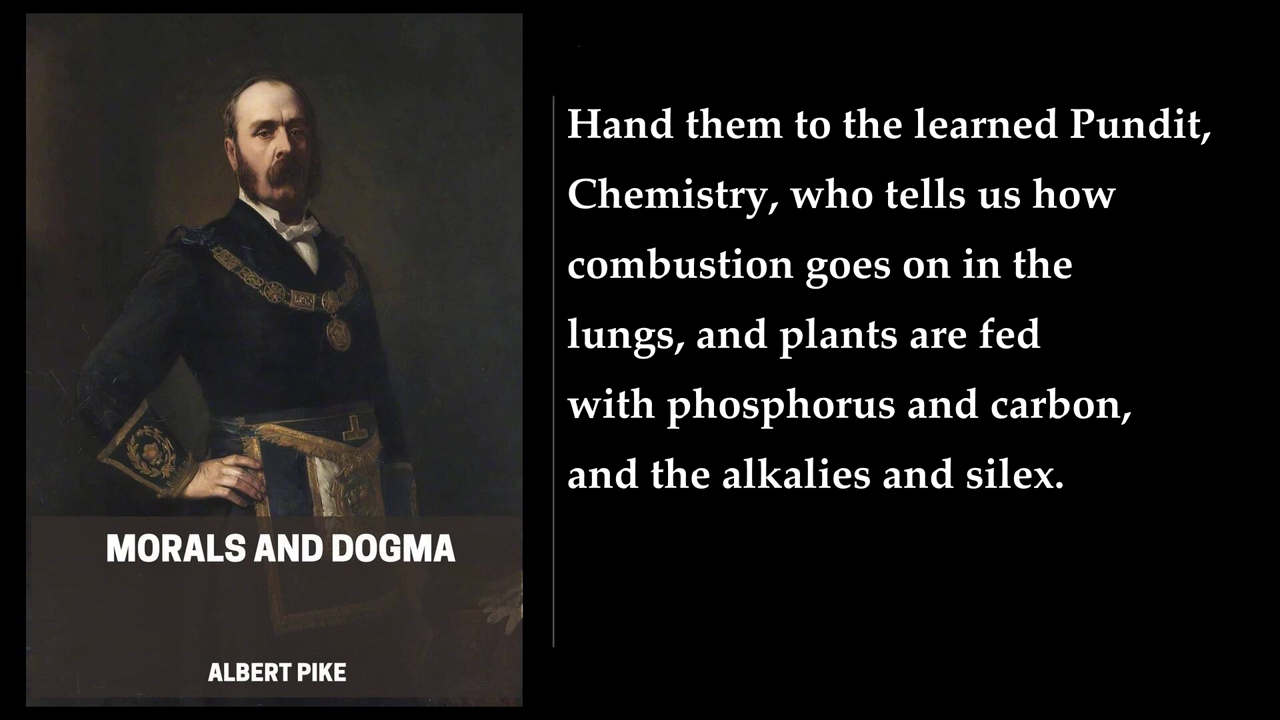 MORALS AND DOGMA
ALBERT PIKE
Hand them to the learned Pundit,
Chemistry, who tells us how
combustion goes on in the
lungs, and plants are fed
with phosphorus and carbon,
and the alkalies and silex.